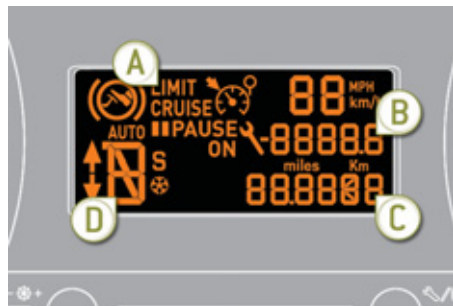 A
LIMIT
CRUISE
88 MPH
km/h
B
AUTO PAUSE
ON
-8888.8
miles Km
S
88.8888
D
C